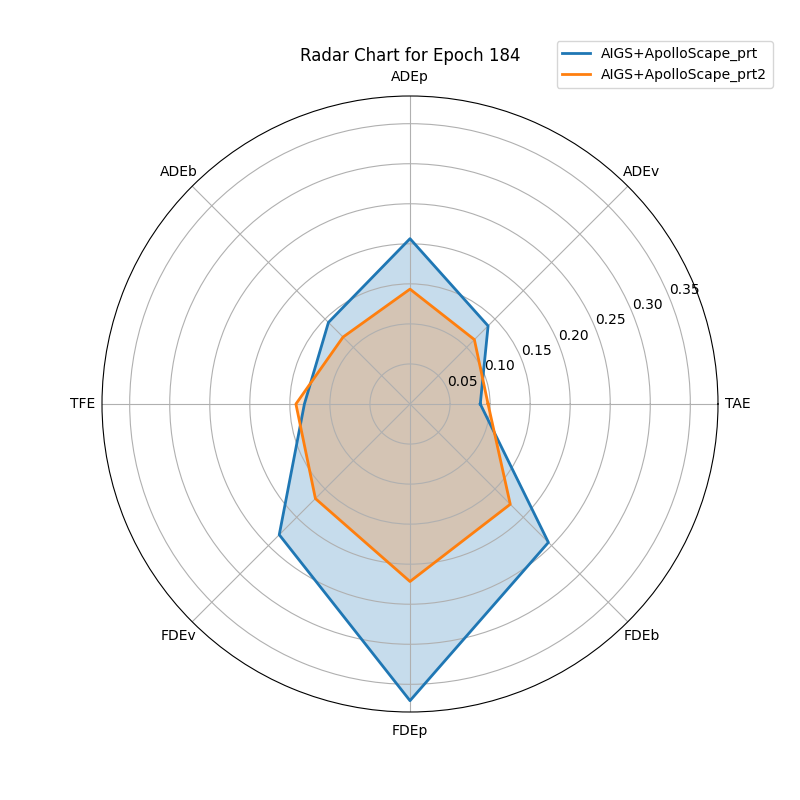 Radar Chart for Epoch 184
AIGS+ApolloScape_prt
AIGS+ApolloScape_prt2
ADEp
ADEb
ADEv
0.35
0.30
0.25
0.20
0.15
0.10
0.05
TFE
TAE
FDEv
FDEb
FDEp